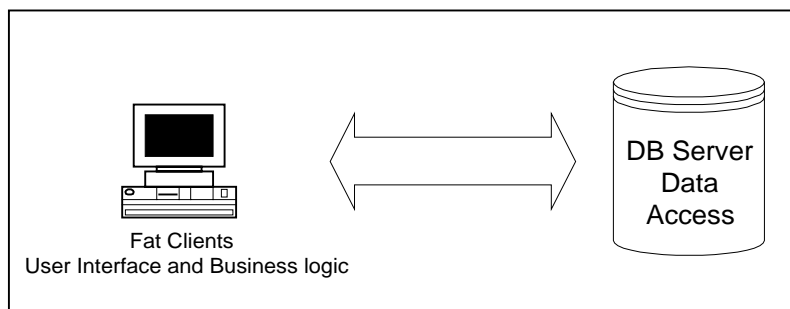 Fat Clients
User Interface and Business logic
DB Server
Data
Access